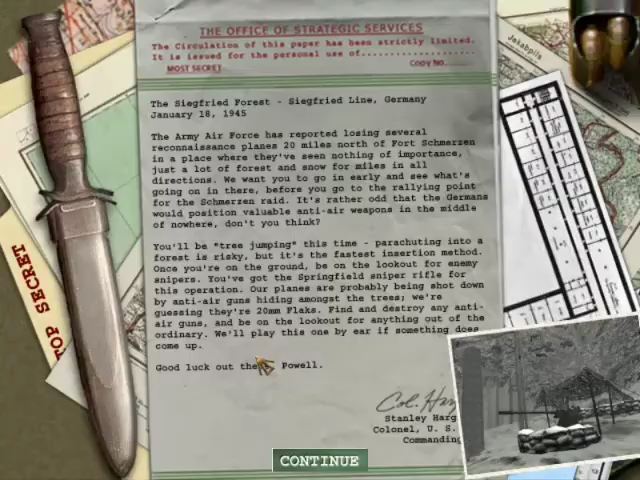 THE OFFICE OF STRATEGIC SERVICES
The Circulation of this paper has been strictly limited.
It is issued for the personal use of..................
MOST SECRET
Copy NO.......
The Siegfried Forest - Siegfried Line, Germany
January 18, 1945
The Army Air Force has reported losing several
reconnaissance planes 20 miles north of Fort Schmerzen
in a place where they've seen nothing of importance,
just a lot of forest and snow for miles in all
directions. We want you to go in early and see what's
going on in there, before you go to the rallying point
for the Schmerzen raid. It's rather odd that the Germans
would position valuable anti-air weapons in the middle
of nowhere, don't you think?
You'll be "tree jumping" this time - parachuting into a
forest is risky, but it's the fastest insertion method.
Once you're on the ground, be on the lookout for enemy
snipers. You've got the Springfield sniper rifle for
this operation. Our planes are probably being shot down
by anti-air guns hiding amongst the trees; we're
guessing they're 20mm Flaks. Find and destroy any anti-
air guns, and be on the lookout for anything out of the
ordinary. We'll play this one by ear if something does
come up.
Good luck out the Powell.
Col. Har
Stanley Harg
Colonel, U. S.
Commanding
TOP SECRET
Jekabpils
CONTINUE